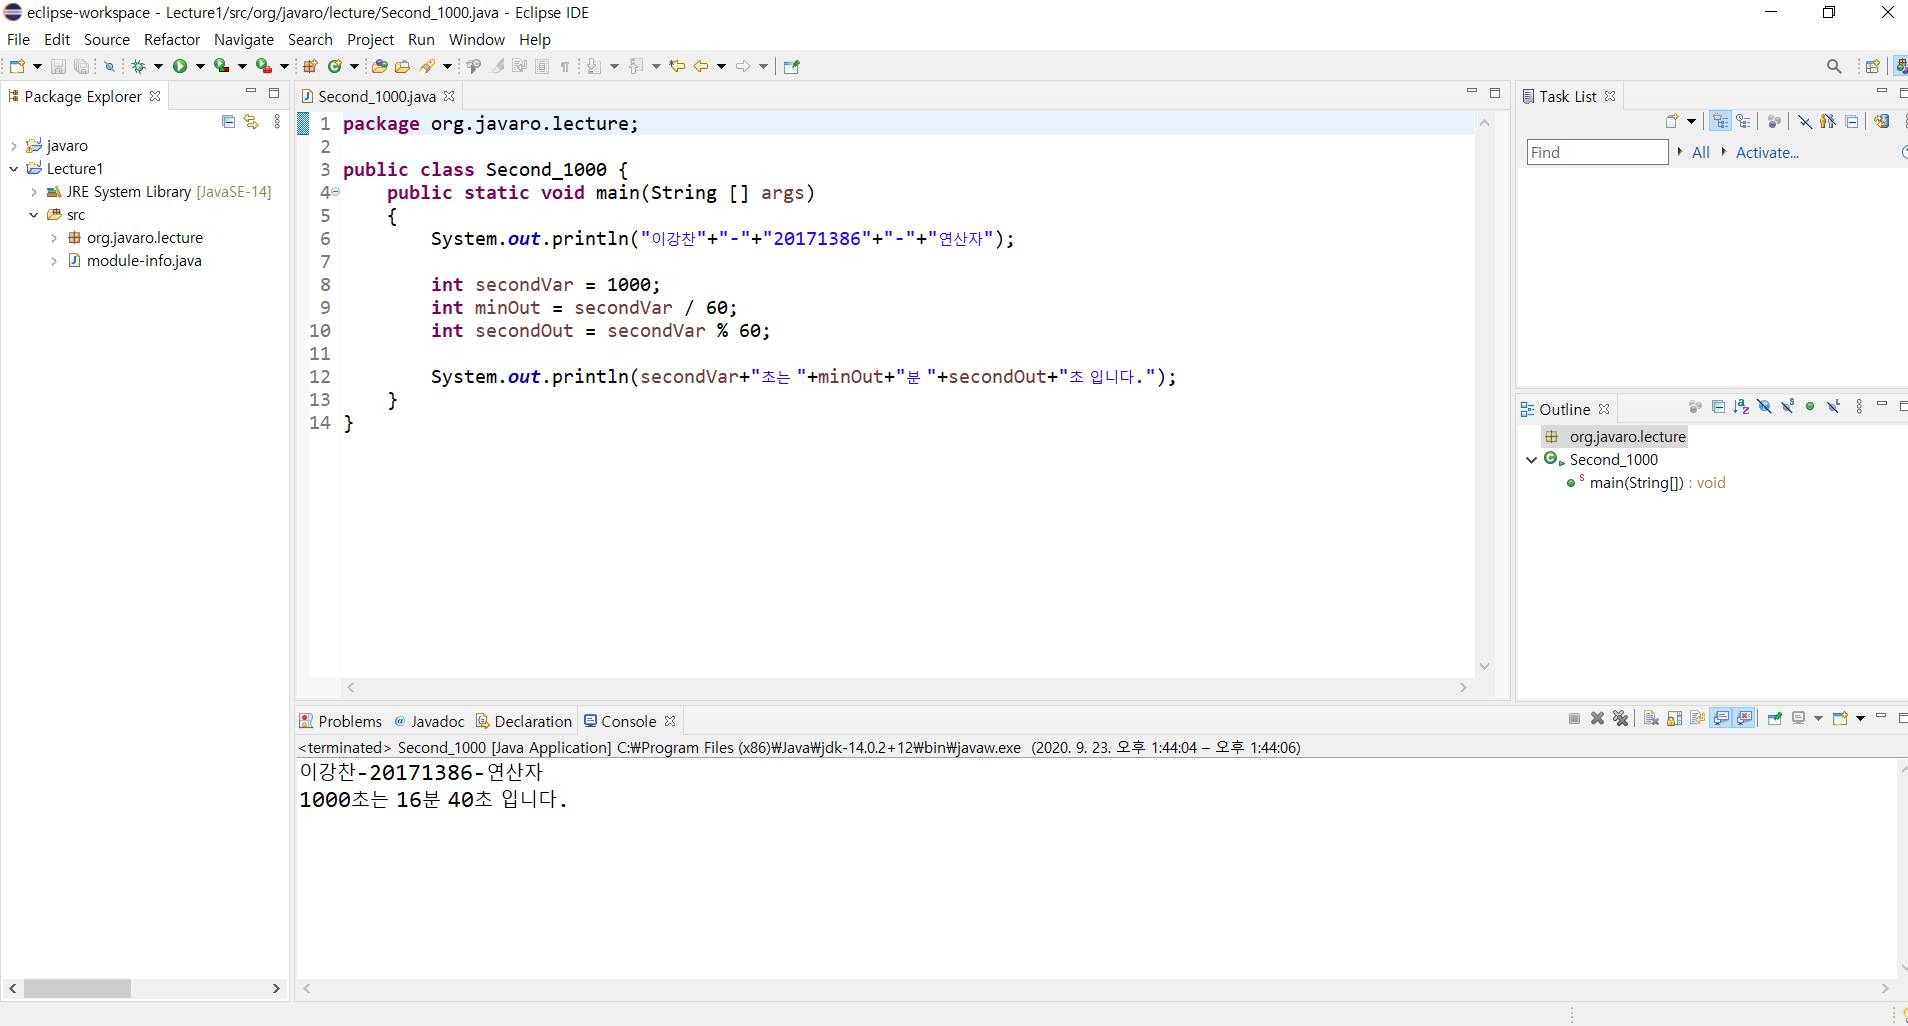 eclipse-workspace - Lecture1/src/org/javaro/lecture/Second_1000.java - Eclipse IDE
File Edit Source Refactor Navigate Search Project Run Window Help
Package Explorer
javaro
Lecture1
JRE System Library [JavaSE-14]
src
org.javaro.lecture
module-info.java
Second_1000.java
1 package org.javaro.lecture;
2
3 public class Second_1000 {
4 public static void main(String [] args)
5 {
6 System.out.println("이강찬"+"-"+"20171386"+"-"+"연산자");
7
8 int secondVar = 1000;
9 int minOut = secondVar / 60;
10 int secondOut = secondVar % 60;
11
12 System.out.println(secondVar+"초는 "+minOut+"분 "+secondOut+"초 입니다.");
13 }
14 }
Task List
Find All Activate...
Outline
org.javaro.lecture
Second_1000
main(String[]) : void
Problems Javadoc Declaration Console
<terminated> Second_1000 [Java Application] C:₩Program Files (x86)₩Java₩jdk-14.0.2+12₩bin₩javaw.exe (2020. 9. 23. 오후 1:44:04 – 오후 1:44:06)
이강찬-20171386-연산자
1000초는 16분 40초 입니다.